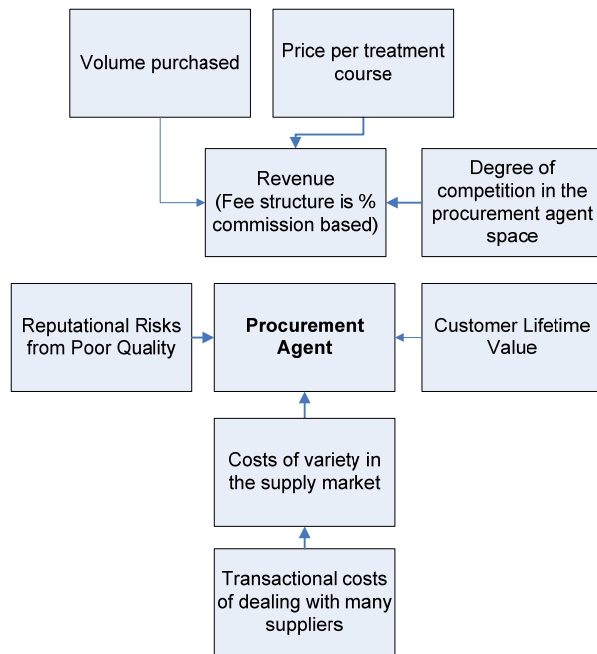 Volume purchased
Price per treatment
course
Revenue
(Fee structure is %
commission based)
Degree of
competition in the
procurement agent
space
Reputational Risks
from Poor Quality
Procurement
Agent
Customer Lifetime
Value
Costs of variety in
the supply market
Transactional costs
of dealing with many
suppliers